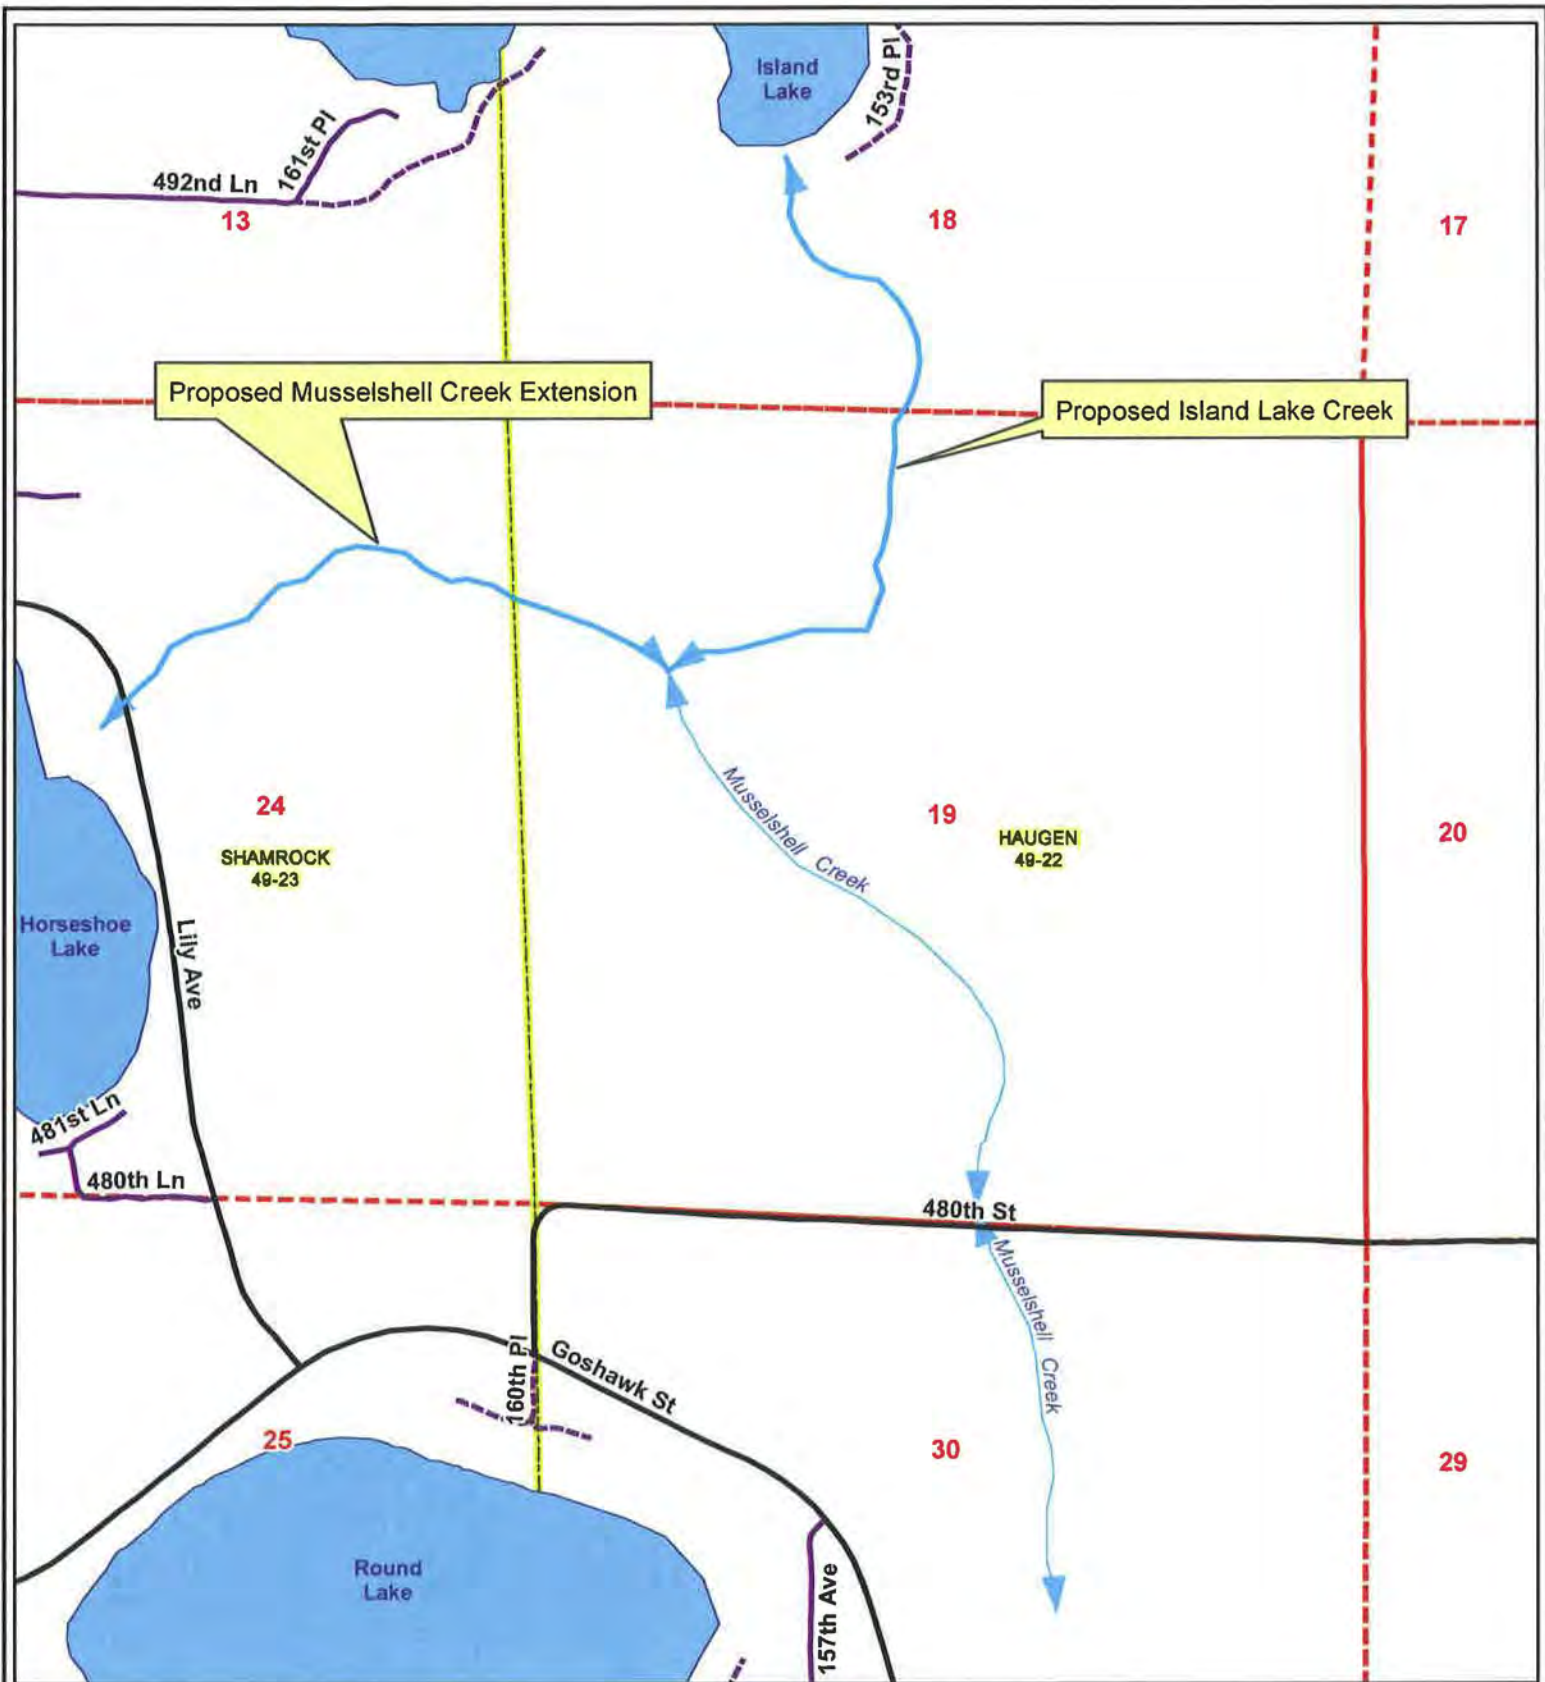 Island
Lake
153rd Pl
161st Pl
492nd Ln
13
18
17
Proposed Musselshell Creek Extension
Proposed Island Lake Creek
Musselshell Creek
24
19
20
SHAMROCK
49-23
HAUGEN
49-22
Horseshoe
Lake
Lily Ave
481st Ln
480th Ln
480th St
Musselshell Creek
160th Pl
Goshawk St
25
30
29
Round
Lake
157th Ave